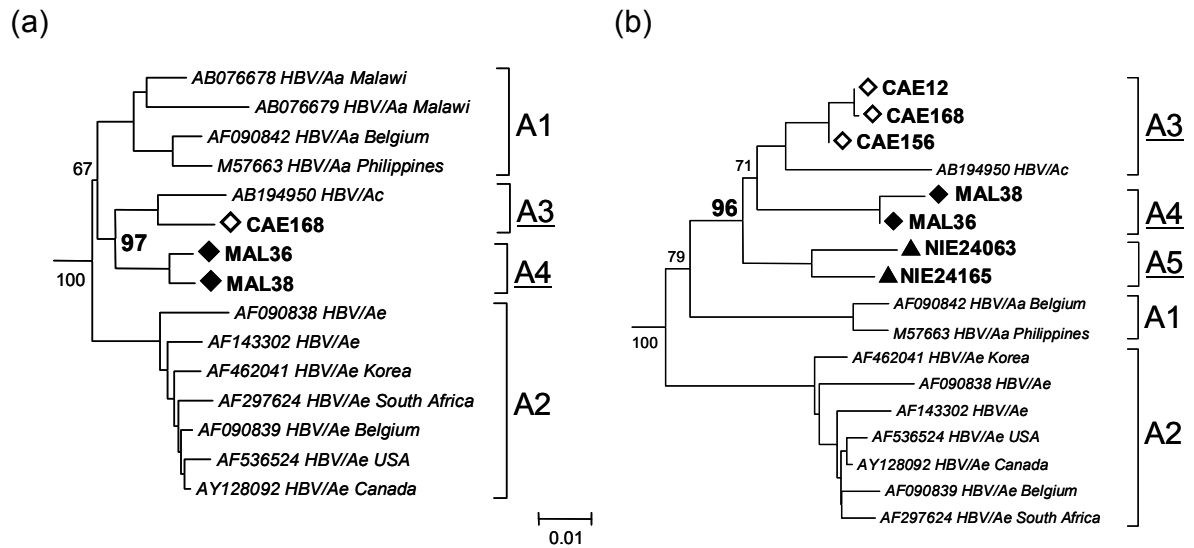 (a)
AB076678 HBV/Aa Malawi
AB076679 HBV/Aa Malawi
AF090842 HBV/Aa Belgium
M57663 HBV/Aa Philippines
A1
67
AB194950 HBV/Ac
CAE168
A3
97
MAL36
MAL38
A4
100
AF090838 HBV/Ae
AF143302 HBV/Ae
AF462041 HBV/Ae Korea
AF297624 HBV/Ae South Africa
AF090839 HBV/Ae Belgium
AF536524 HBV/Ae USA
AY128092 HBV/Ae Canada
A2
0.01
(b)
CAE12
CAE168
CAE156
AB194950 HBV/Ac
A3
71
MAL38
MAL36
A4
96
NIE24063
NIE24165
A5
79
AF090842 HBV/Aa Belgium
M57663 HBV/Aa Philippines
A1
100
AF462041 HBV/Ae Korea
AF090838 HBV/Ae
AF143302 HBV/Ae
AF536524 HBV/Ae USA
AY128092 HBV/Ae Canada
AF090839 HBV/Ae Belgium
AF297624 HBV/Ae South Africa
A2